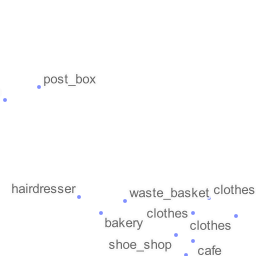 post_box
hairdresser
waste_basket
clothes
clothes
bakery
clothes
shoe_shop
cafe